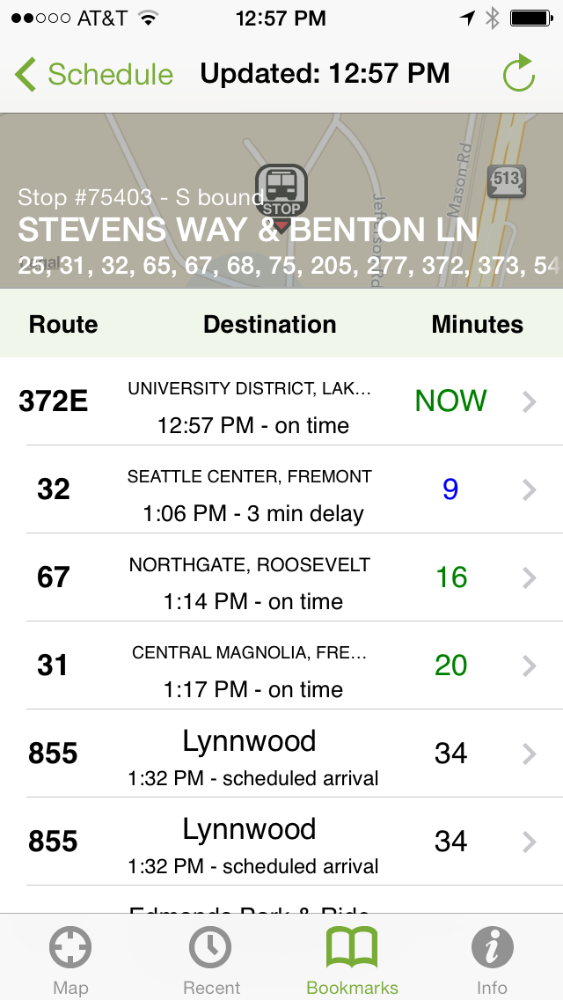 AT&T 12:57 PM
Schedule Updated: 12:57 PM
513
Mason Rd
Jefferson Rd
STOP
Stop #75403 - S bound
STEVENS WAY & BENTON LN
Legal
25, 31, 32, 65, 67, 68, 75, 205, 277, 372, 373, 54
Route Destination Minutes
372E UNIVERSITY DISTRICT, LAK... NOW
12:57 PM - on time
32 SEATTLE CENTER, FREMONT 9
1:06 PM - 3 min delay
67 NORTHGATE, ROOSEVELT 16
1:14 PM - on time
31 CENTRAL MAGNOLIA, FRE... 20
1:17 PM - on time
855 Lynnwood 34
1:32 PM - scheduled arrival
855 Lynnwood 34
1:32 PM - scheduled arrival
Edmonds Park & Ride
Map Recent Bookmarks Info